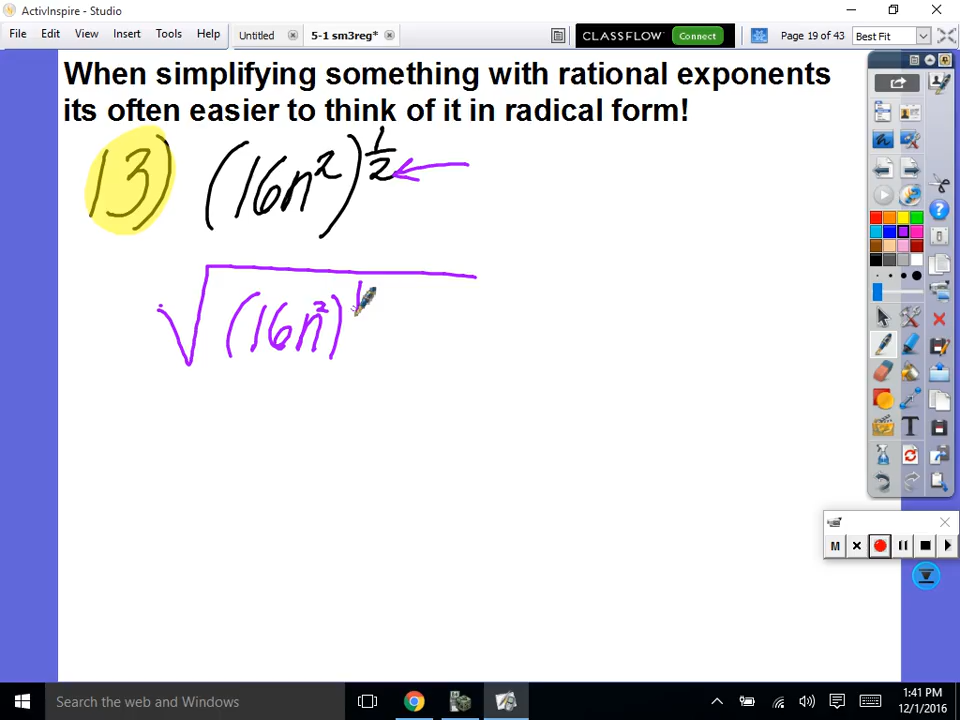 ActivInspire - Studio
File Edit View Insert Tools Help Untitled 5-1 sm3reg* CLASSFLOW Connect Page 19 of 43 Best Fit
When simplifying something with rational exponents
its often easier to think of it in radical form!
13) (16n²)^½
√(16n²)¹
M
Search the web and Windows
1:41 PM
12/1/2016